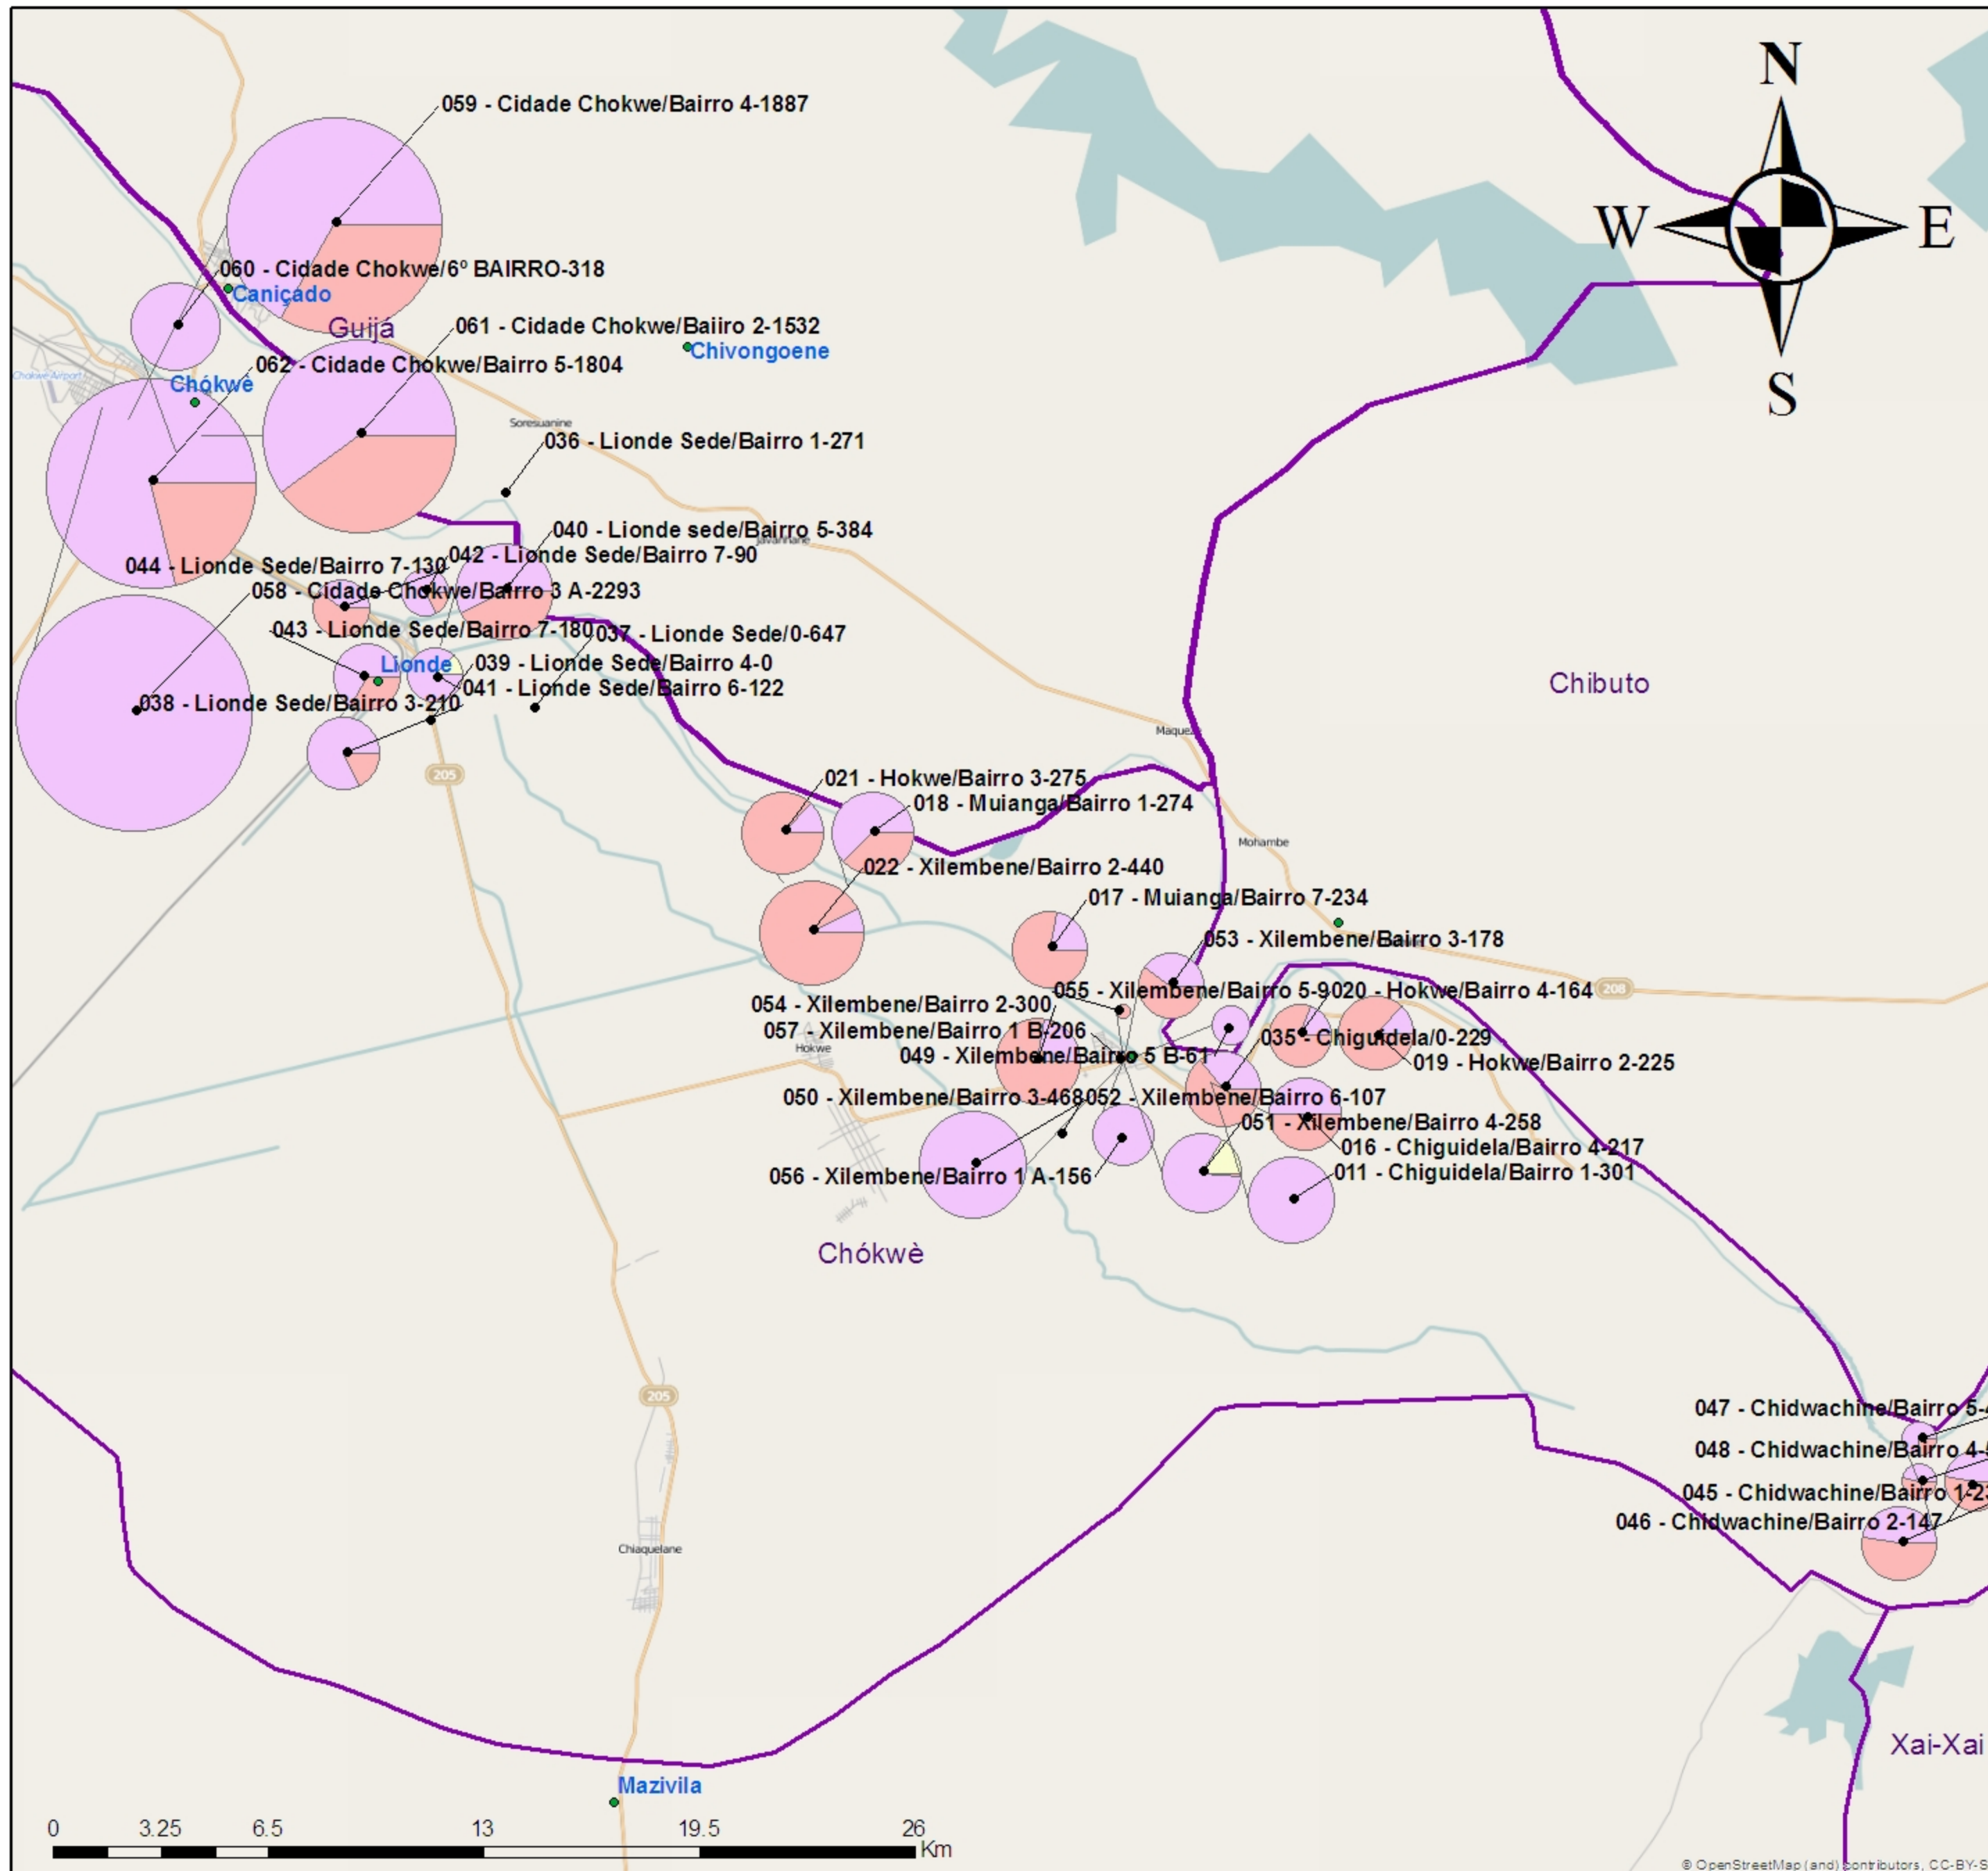 N
059 - Cidade Chokwe/Bairro 4-1887
W
E
060 - Cidade Chokwe/6º BAIRRO-318
Caniçado
Guijá
061 - Cidade Chokwe/Baiiro 2-1532
Chivongoene
062 - Cidade Chokwe/Bairro 5-1804
Chokwe Airport
Chókwè
S
Soresuanine
036 - Lionde Sede/Bairro 1-271
040 - Lionde sede/Bairro 5-384
Javanhane
042 - Lionde Sede/Bairro 7-90
044 - Lionde Sede/Bairro 7-130
058 - Cidade Chokwe/Bairro 3 A-2293
043 - Lionde Sede/Bairro 7-180
037 - Lionde Sede/0-647
Lionde
039 - Lionde Sede/Bairro 4-0
041 - Lionde Sede/Bairro 6-122
038 - Lionde Sede/Bairro 3-210
Chibuto
205
Maqueze
021 - Hokwe/Bairro 3-275
018 - Muianga/Bairro 1-274
Mohambe
022 - Xilembene/Bairro 2-440
017 - Muianga/Bairro 7-234
053 - Xilembene/Bairro 3-178
208
055 - Xilembene/Bairro 5-9
020 - Hokwe/Bairro 4-164
054 - Xilembene/Bairro 2-300
057 - Xilembene/Bairro 1 B-206
035 - Chiguidela/0-229
Hokwe
049 - Xilembene/Bairro 5 B-61
019 - Hokwe/Bairro 2-225
050 - Xilembene/Bairro 3-468
052 - Xilembene/Bairro 6-107
051 - Xilembene/Bairro 4-258
016 - Chiguidela/Bairro 4-217
056 - Xilembene/Bairro 1 A-156
011 - Chiguidela/Bairro 1-301
Chókwè
205
047 - Chidwachine/Bairro 5-
048 - Chidwachine/Bairro 4-
045 - Chidwachine/Bairro 1-23
046 - Chidwachine/Bairro 2-147
Chiaquelane
Xai-Xai
Mazivila
0 3.25 6.5 13 19.5 26
Km
© OpenStreetMap (and) contributors, CC-BY-S